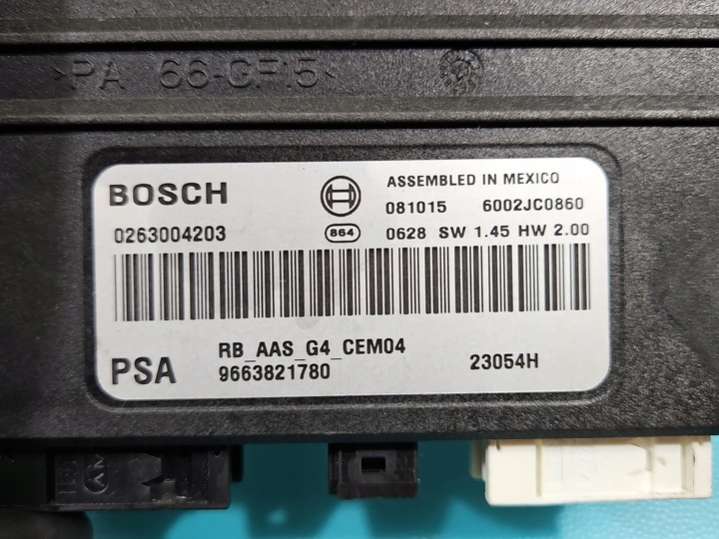 >PA 66-GF15<
BOSCH
ASSEMBLED IN MEXICO
081015 6002JC0860
0263004203 864 0628 SW 1.45 HW 2.00
RB_AAS_G4_CEM04
PSA 9663821780 23054H